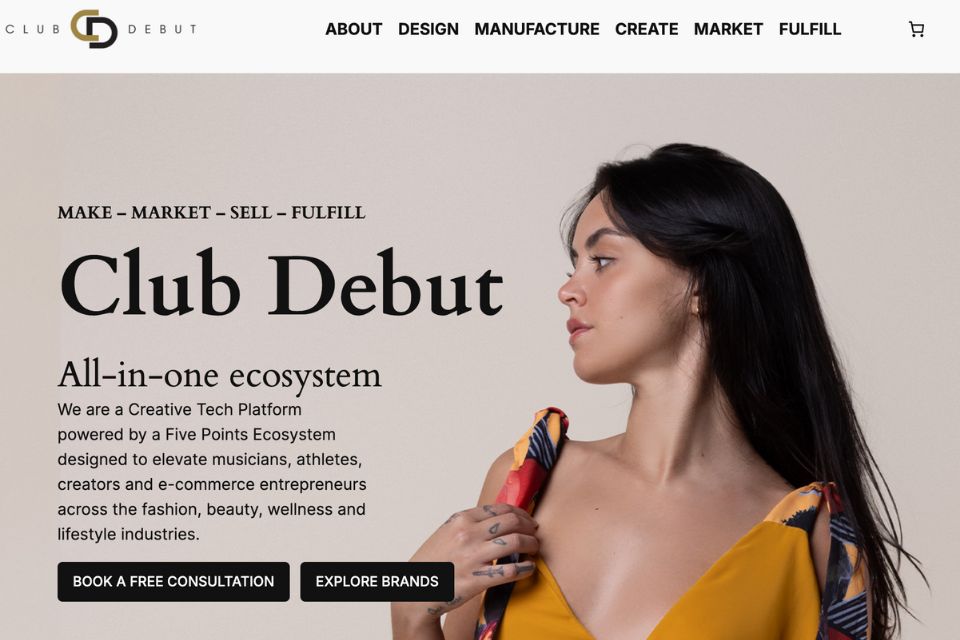 CLUB CD DEBUT
ABOUT DESIGN MANUFACTURE CREATE MARKET FULFILL
MAKE – MARKET – SELL – FULFILL
Club Debut
All-in-one ecosystem
We are a Creative Tech Platform
powered by a Five Points Ecosystem
designed to elevate musicians, athletes,
creators and e-commerce entrepreneurs
across the fashion, beauty, wellness and
lifestyle industries.
BOOK A FREE CONSULTATION EXPLORE BRANDS